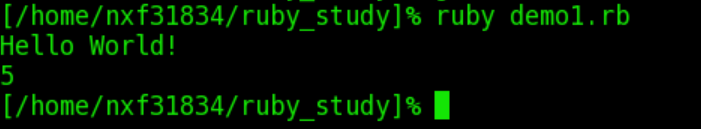 [/home/nxf31834/ruby_study]% ruby demo1.rb
Hello World!
5
[/home/nxf31834/ruby_study]%